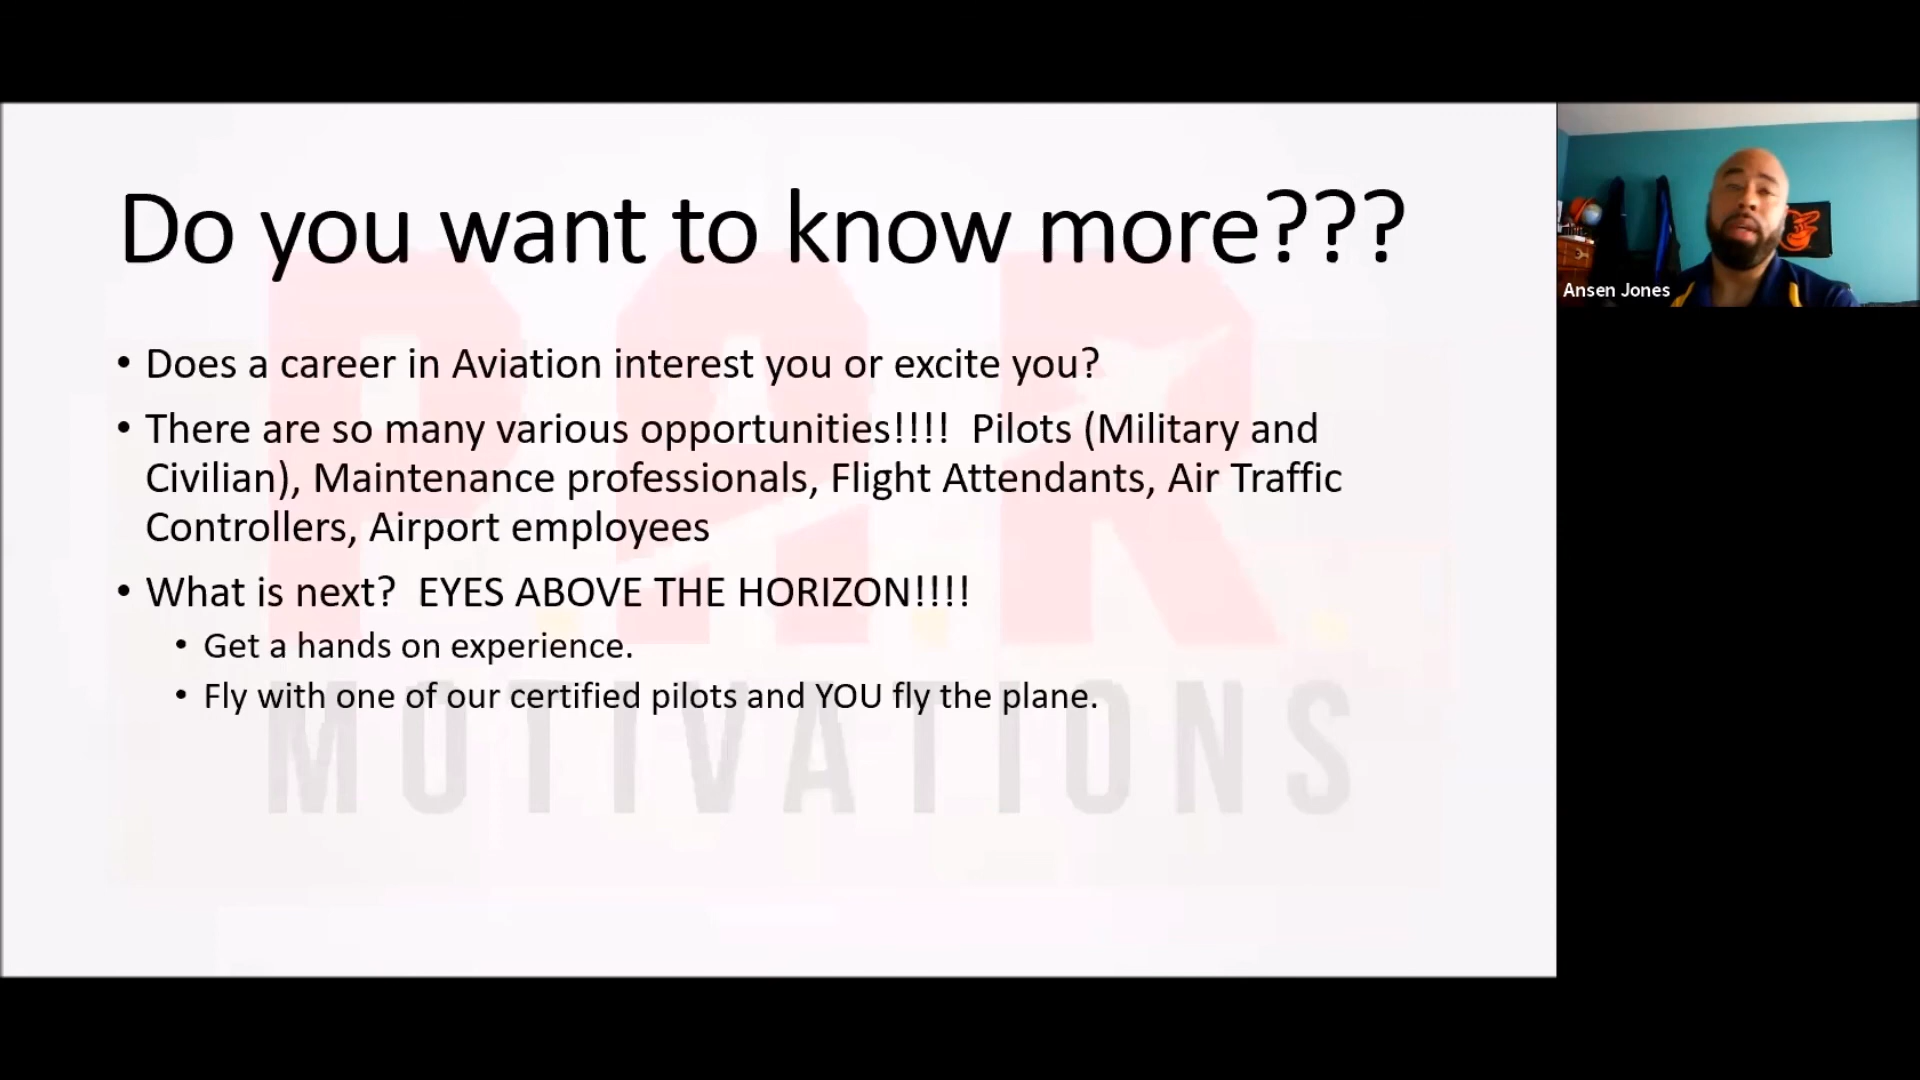 Do you want to know more???
• Does a career in Aviation interest you or excite you?
• There are so many various opportunities!!!!  Pilots (Military and
Civilian), Maintenance professionals, Flight Attendants, Air Traffic
Controllers, Airport employees
• What is next?  EYES ABOVE THE HORIZON!!!!
• Get a hands on experience.
• Fly with one of our certified pilots and YOU fly the plane.
P.A.R.
MOTIVATIONS
Ansen Jones